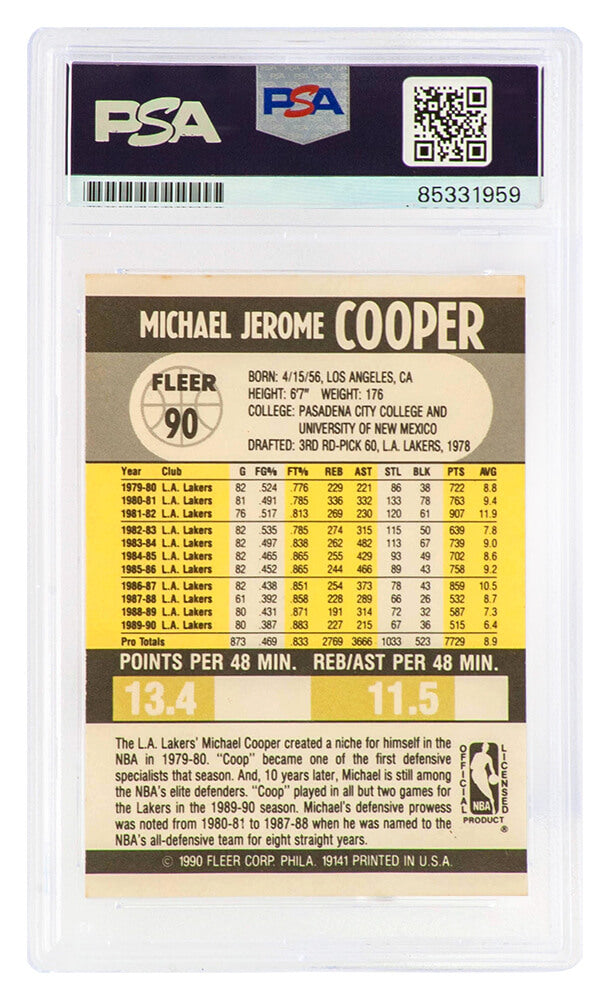 PSA
PSA
85331959
MICHAEL JEROME COOPER
FLEER
90
BORN: 4/15/56, LOS ANGELES, CA
HEIGHT: 6'7" WEIGHT: 176
COLLEGE: PASADENA CITY COLLEGE AND
UNIVERSITY OF NEW MEXICO
DRAFTED: 3RD RD-PICK 60, L.A. LAKERS, 1978
Year Club G FG% FT% REB AST STL BLK PTS AVG
1979-80 L.A. Lakers 82 .524 .776 229 221 86 38 722 8.8
1980-81 L.A. Lakers 81 .491 .785 336 332 133 78 763 9.4
1981-82 L.A. Lakers 76 .517 .813 269 230 120 61 907 11.9
1982-83 L.A. Lakers 82 .535 .785 274 315 115 50 639 7.8
1983-84 L.A. Lakers 82 .497 .838 262 482 113 67 739 9.0
1984-85 L.A. Lakers 82 .465 .865 255 429 93 49 702 8.6
1985-86 L.A. Lakers 82 .452 .865 244 466 89 43 758 9.2
1986-87 L.A. Lakers 82 .438 .851 254 373 78 43 859 10.5
1987-88 L.A. Lakers 61 .392 .858 228 289 66 26 532 8.7
1988-89 L.A. Lakers 80 .431 .871 191 314 72 32 587 7.3
1989-90 L.A. Lakers 80 .387 .883 227 215 67 36 515 6.4
Pro Totals 873 .469 .833 2769 3666 1033 523 7729 8.9
POINTS PER 48 MIN. REB/AST PER 48 MIN.
13.4 11.5
The L.A. Lakers' Michael Cooper created a niche for himself in the
NBA in 1979-80. "Coop" became one of the first defensive
specialists that season. And, 10 years later, Michael is still among
the NBA's elite defenders. "Coop" played in all but two games for
the Lakers in the 1989-90 season. Michael's defensive prowess
was noted from 1980-81 to 1987-88 when he was named to the
NBA's all-defensive team for eight straight years.
OFFICIAL
LICENSED
NBA
PRODUCT
®
© 1990 FLEER CORP. PHILA. 19141 PRINTED IN U.S.A.